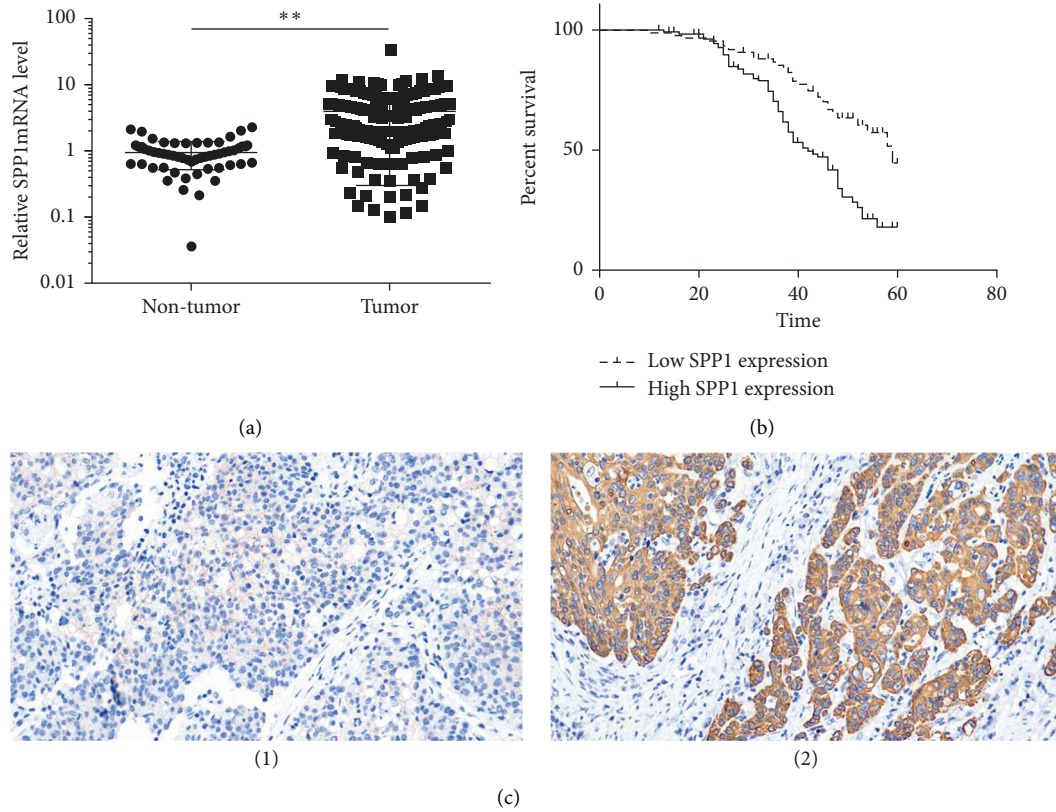 100
10
1
0.1
0.01
Relative SPP1mRNA level
**
Non-tumor
Tumor
(a)
100
50
0
Percent survival
0
20
40
60
80
Time
Low SPP1 expression
High SPP1 expression
(b)
(1)
(2)
(c)